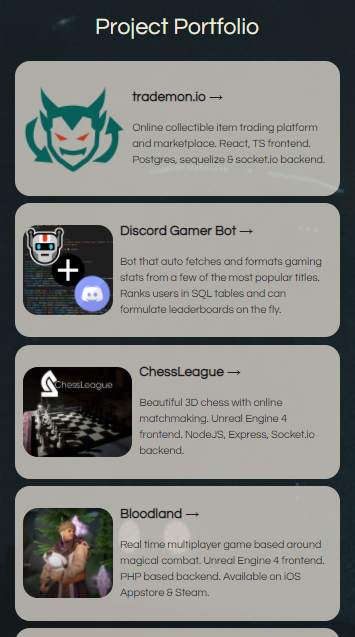 Project Portfolio
trademon.io →
Online collectible item trading platform
and marketplace. React, TS frontend.
Postgres, sequelize & socket.io backend.
Discord Gamer Bot →
Bot that auto fetches and formats gaming
stats from a few of the most popular titles.
Ranks users in SQL tables and can
formulate leaderboards on the fly.
ChessLeague
ChessLeague →
Beautiful 3D chess with online
matchmaking. Unreal Engine 4
frontend. NodeJS, Express, Socket.io
backend.
Bloodland →
Real time multiplayer game based around
magical combat. Unreal Engine 4 frontend.
PHP based backend. Available on iOS
Appstore & Steam.